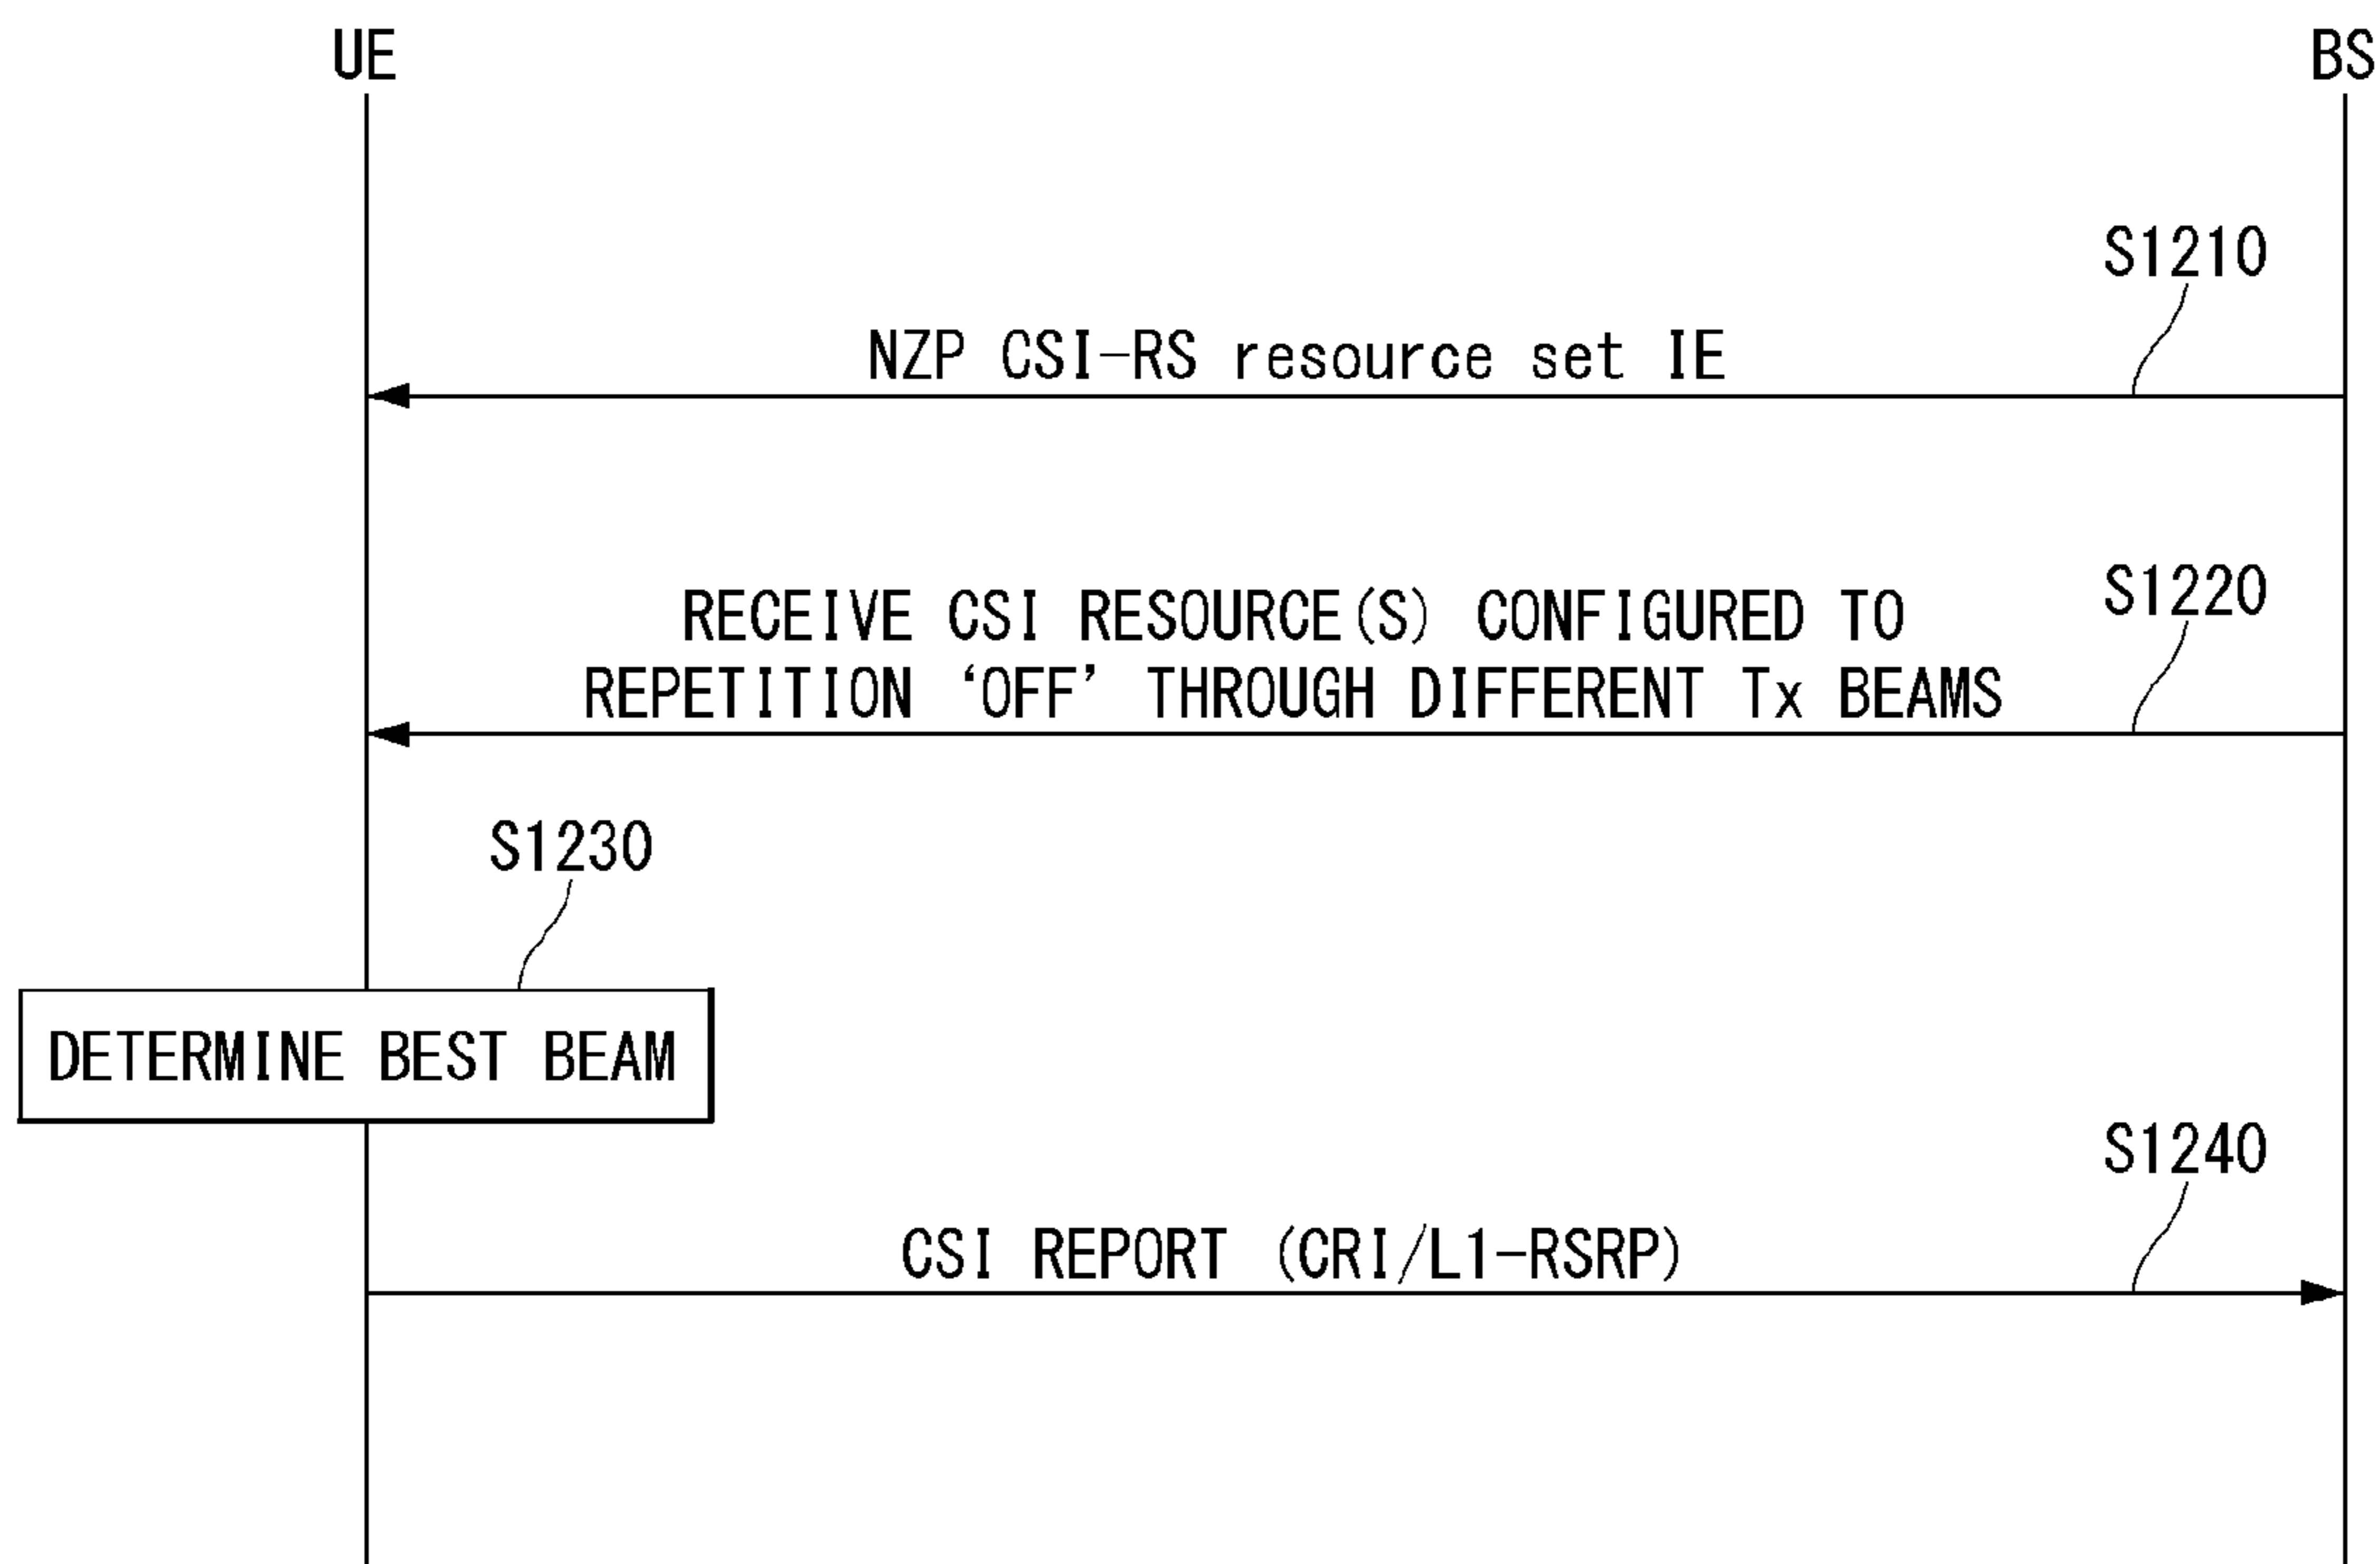 UE
BS
S1210
NZP CSI-RS resource set IE
S1220
RECEIVE CSI RESOURCE(S) CONFIGURED TO
REPETITION ‘OFF’ THROUGH DIFFERENT Tx BEAMS
S1230
DETERMINE BEST BEAM
S1240
CSI REPORT (CRI/L1-RSRP)